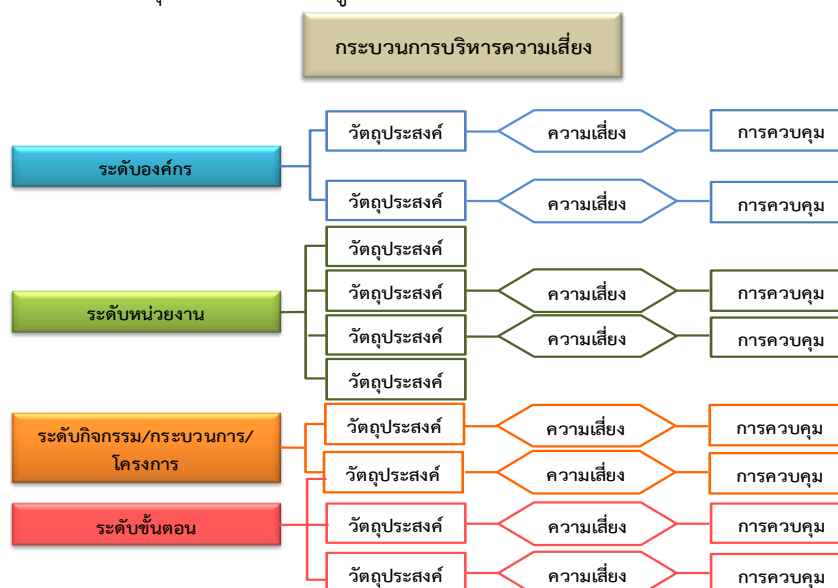 กระบวนการบริหารความเสี่ยง
ระดับองค์กร
วัตถุประสงค์ ความเสี่ยง การควบคุม
วัตถุประสงค์ ความเสี่ยง การควบคุม
ระดับหน่วยงาน
วัตถุประสงค์
วัตถุประสงค์ ความเสี่ยง การควบคุม
วัตถุประสงค์ ความเสี่ยง การควบคุม
วัตถุประสงค์
ระดับกิจกรรม/กระบวนการ/
โครงการ
วัตถุประสงค์ ความเสี่ยง การควบคุม
วัตถุประสงค์ ความเสี่ยง การควบคุม
ระดับขั้นตอน
วัตถุประสงค์ ความเสี่ยง การควบคุม
วัตถุประสงค์ ความเสี่ยง การควบคุม